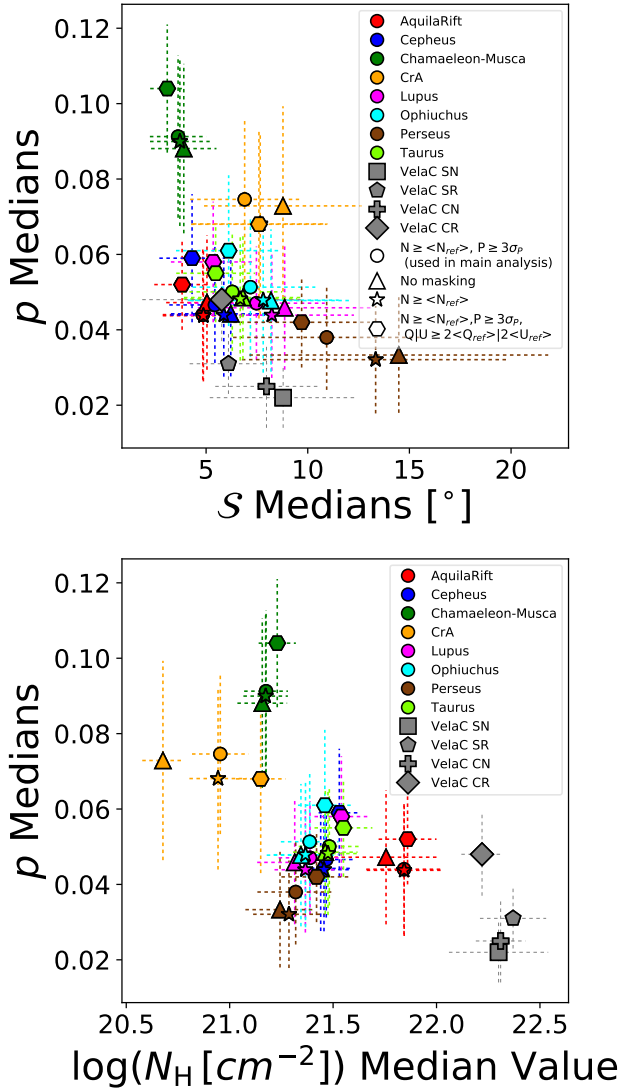 0.12
0.10
0.08
0.06
0.04
0.02
p Medians
5
10
15
20
𝒮 Medians [°]
AquilaRift
Cepheus
Chamaeleon-Musca
CrA
Lupus
Ophiuchus
Perseus
Taurus
VelaC SN
VelaC SR
VelaC CN
VelaC CR
N ≥ <N_ref>, P ≥ 3σ_P
(used in main analysis)
No masking
N ≥ <N_ref>
N ≥ <N_ref>,P ≥ 3σ_P,
Q|U ≥ 2<Q_ref>|2<U_ref>
0.12
0.10
0.08
0.06
0.04
0.02
p Medians
AquilaRift
Cepheus
Chamaeleon-Musca
CrA
Lupus
Ophiuchus
Perseus
Taurus
VelaC SN
VelaC SR
VelaC CN
VelaC CR
20.5
21.0
21.5
22.0
22.5
log(N_H [cm^−2]) Median Value